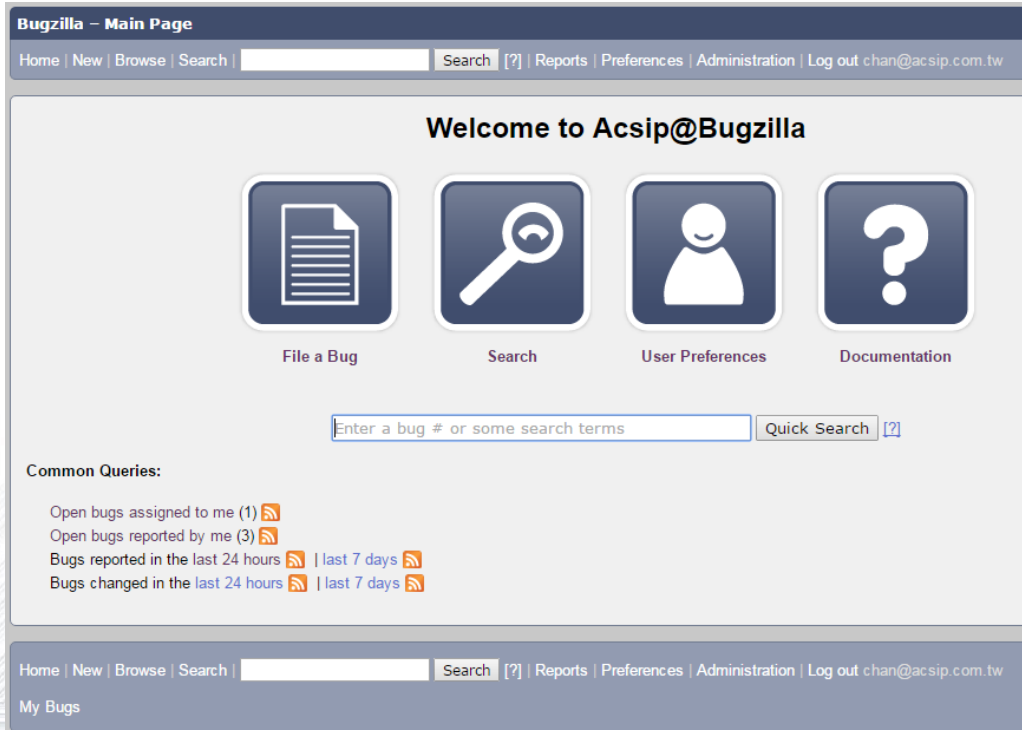 Bugzilla – Main Page
Home | New | Browse | Search | Search [?] | Reports | Preferences | Administration | Log out chan@acsip.com.tw
Welcome to Acsip@Bugzilla
File a Bug Search User Preferences Documentation
Enter a bug # or some search terms Quick Search [?]
Common Queries:
Open bugs assigned to me (1)
Open bugs reported by me (3)
Bugs reported in the last 24 hours | last 7 days
Bugs changed in the last 24 hours | last 7 days
Home | New | Browse | Search | Search [?] | Reports | Preferences | Administration | Log out chan@acsip.com.tw
My Bugs